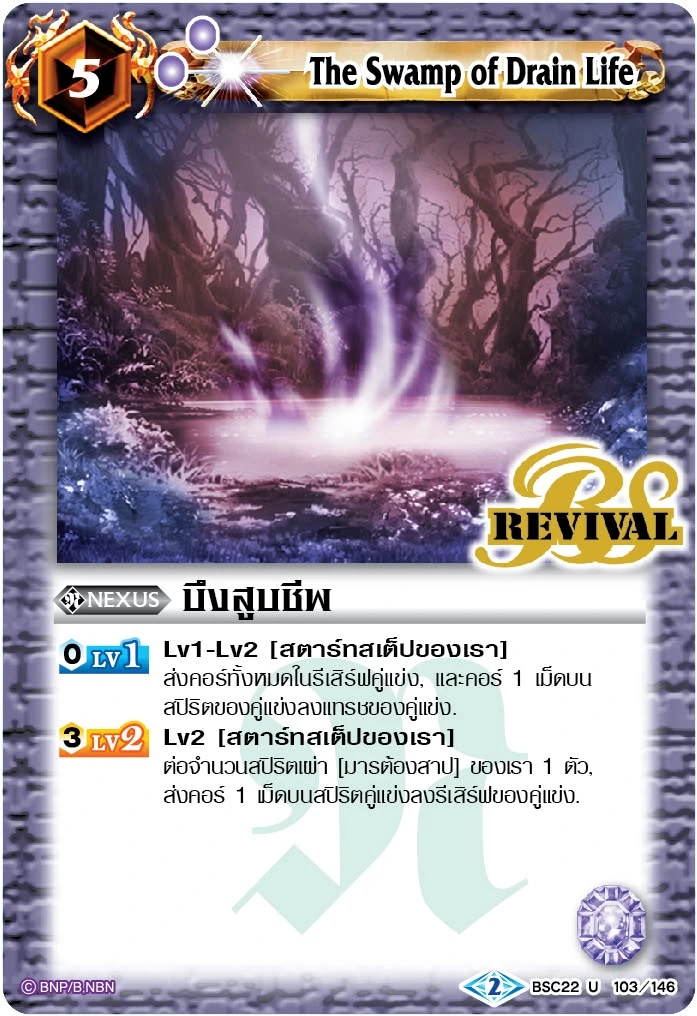 5
The Swamp of Drain Life
BS
REVIVAL
NEXUS บึงสูบชีพ
0 LV1 Lv1-Lv2 [สตาร์ทสเต็ปของเรา]
ส่งคอร์ทั้งหมดในรีเสิร์ฟคู่แข่ง, และคอร์ 1 เม็ดบน
สปิริตของคู่แข่งลงแทรชของคู่แข่ง.
3 LV2 Lv2 [สตาร์ทสเต็ปของเรา]
ต่อจำนวนสปิริตเผ่า [มารต้องสาป] ของเรา 1 ตัว,
ส่งคอร์ 1 เม็ดบนสปิริตคู่แข่งลงรีเสิร์ฟของคู่แข่ง.
© BNP/B,NBN
2 BSC22 U 103/146